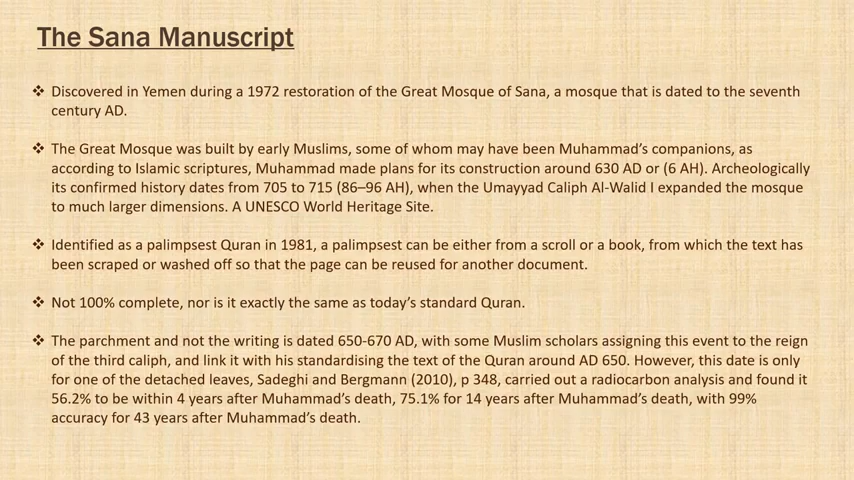 The Sana Manuscript
❖ Discovered in Yemen during a 1972 restoration of the Great Mosque of Sana, a mosque that is dated to the seventh
century AD.
❖ The Great Mosque was built by early Muslims, some of whom may have been Muhammad’s companions, as
according to Islamic scriptures, Muhammad made plans for its construction around 630 AD or (6 AH). Archeologically
its confirmed history dates from 705 to 715 (86–96 AH), when the Umayyad Caliph Al-Walid I expanded the mosque
to much larger dimensions. A UNESCO World Heritage Site.
❖ Identified as a palimpsest Quran in 1981, a palimpsest can be either from a scroll or a book, from which the text has
been scraped or washed off so that the page can be reused for another document.
❖ Not 100% complete, nor is it exactly the same as today’s standard Quran.
❖ The parchment and not the writing is dated 650-670 AD, with some Muslim scholars assigning this event to the reign
of the third caliph, and link it with his standardising the text of the Quran around AD 650. However, this date is only
for one of the detached leaves, Sadeghi and Bergmann (2010), p 348, carried out a radiocarbon analysis and found it
56.2% to be within 4 years after Muhammad’s death, 75.1% for 14 years after Muhammad’s death, with 99%
accuracy for 43 years after Muhammad’s death.